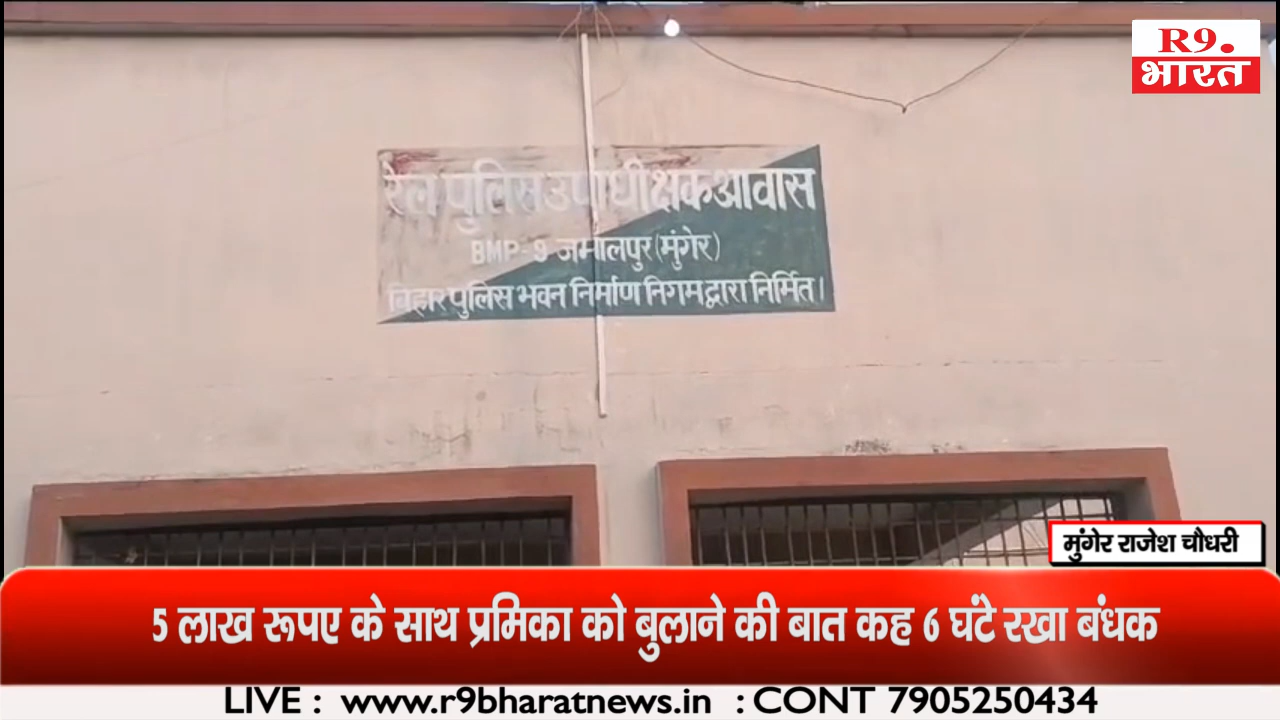 R9.
भारत
रेल पुलिस उपाधीक्षक आवास
BMP-9 जमालपुर (मुंगेर)
बिहार पुलिस भवन निर्माण निगम द्वारा निर्मित।
मुंगेर राजेश चौधरी
5 लाख रूपए के साथ प्रमिका को बुलाने की बात कह 6 घंटे रखा बंधक
LIVE : www.r9bharatnews.in : CONT 7905250434